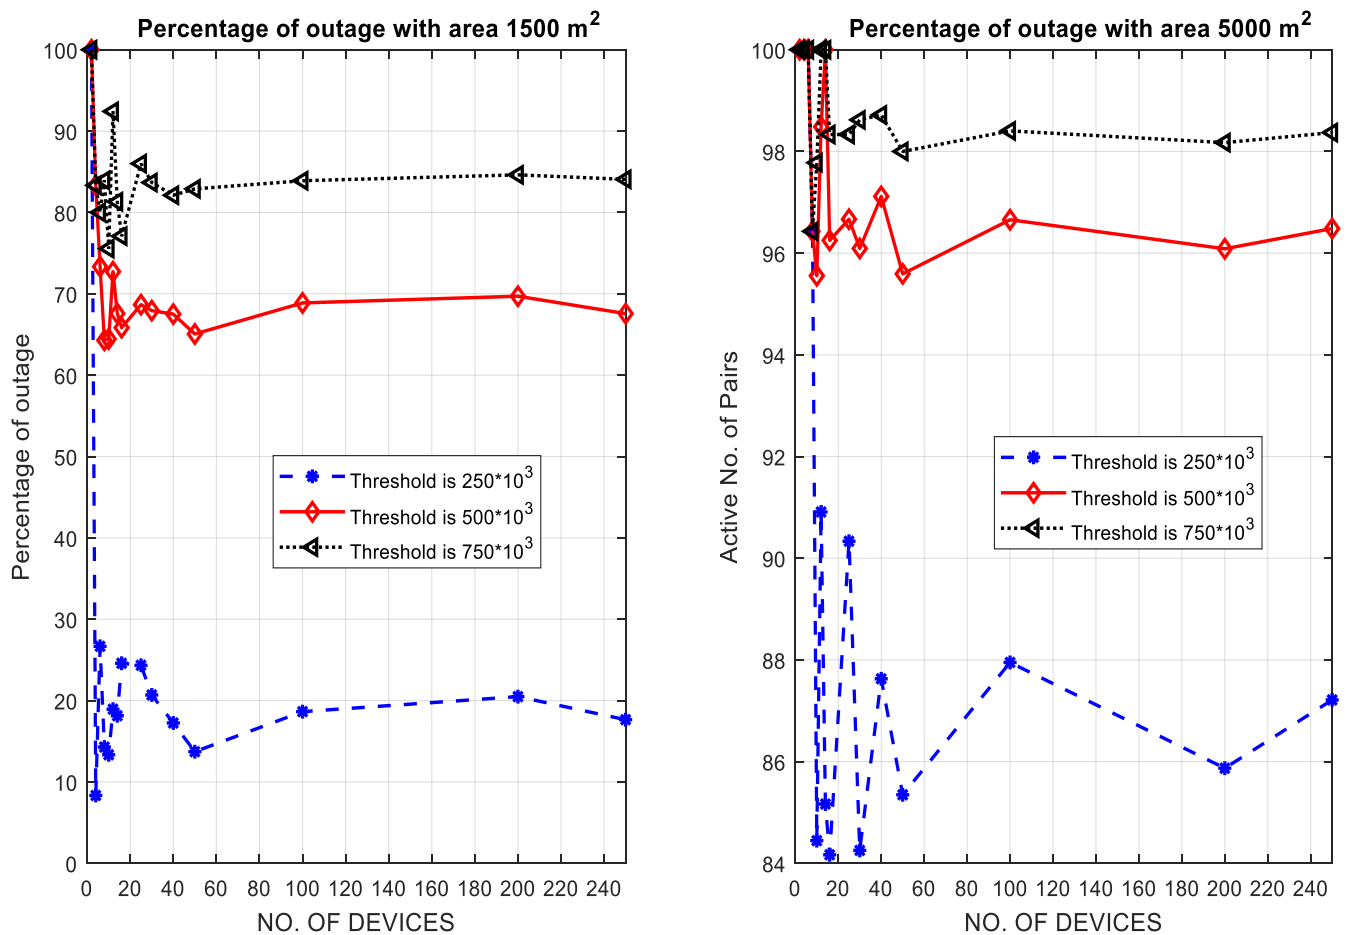 Percentage of outage with area 1500 m²
100
90
80
70
60
50
40
30
20
10
0
Percentage of outage
Threshold is 250*10³
Threshold is 500*10³
Threshold is 750*10³
0 20 40 60 80 100 120 140 160 180 200 220 240
NO. OF DEVICES
Percentage of outage with area 5000 m²
100
98
96
94
92
90
88
86
84
Active No. of Pairs
Threshold is 250*10³
Threshold is 500*10³
Threshold is 750*10³
0 20 40 60 80 100 120 140 160 180 200 220 240
NO. OF DEVICES